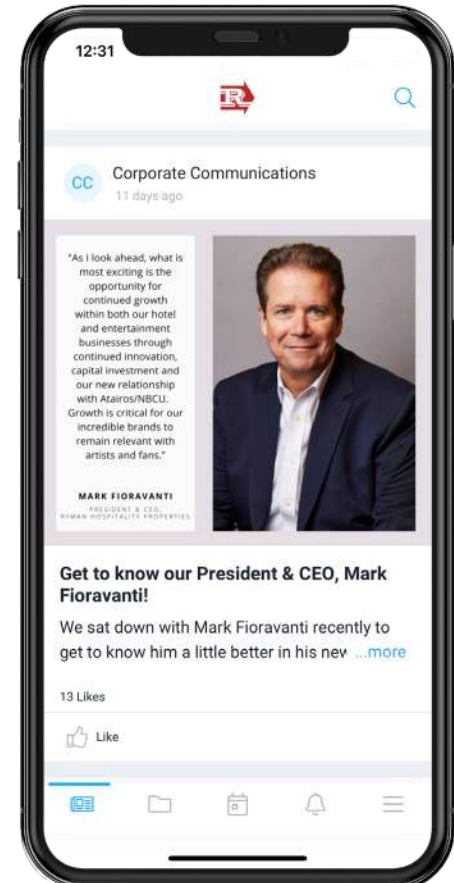 12:31
R
CC
Corporate Communications
11 days ago
"As I look ahead, what is
most exciting is the
opportunity for
continued growth
within both our hotel
and entertainment
businesses through
continued innovation,
capital investment and
our new relationship
with Atairos/NBCU.
Growth is critical for our
incredible brands to
remain relevant with
artists and fans."
MARK FIORAVANTI
PRESIDENT & CEO,
RYMAN HOSPITALITY PROPERTIES
Get to know our President & CEO, Mark
Fioravanti!
We sat down with Mark Fioravanti recently to
get to know him a little better in his new ...more
13 Likes
Like